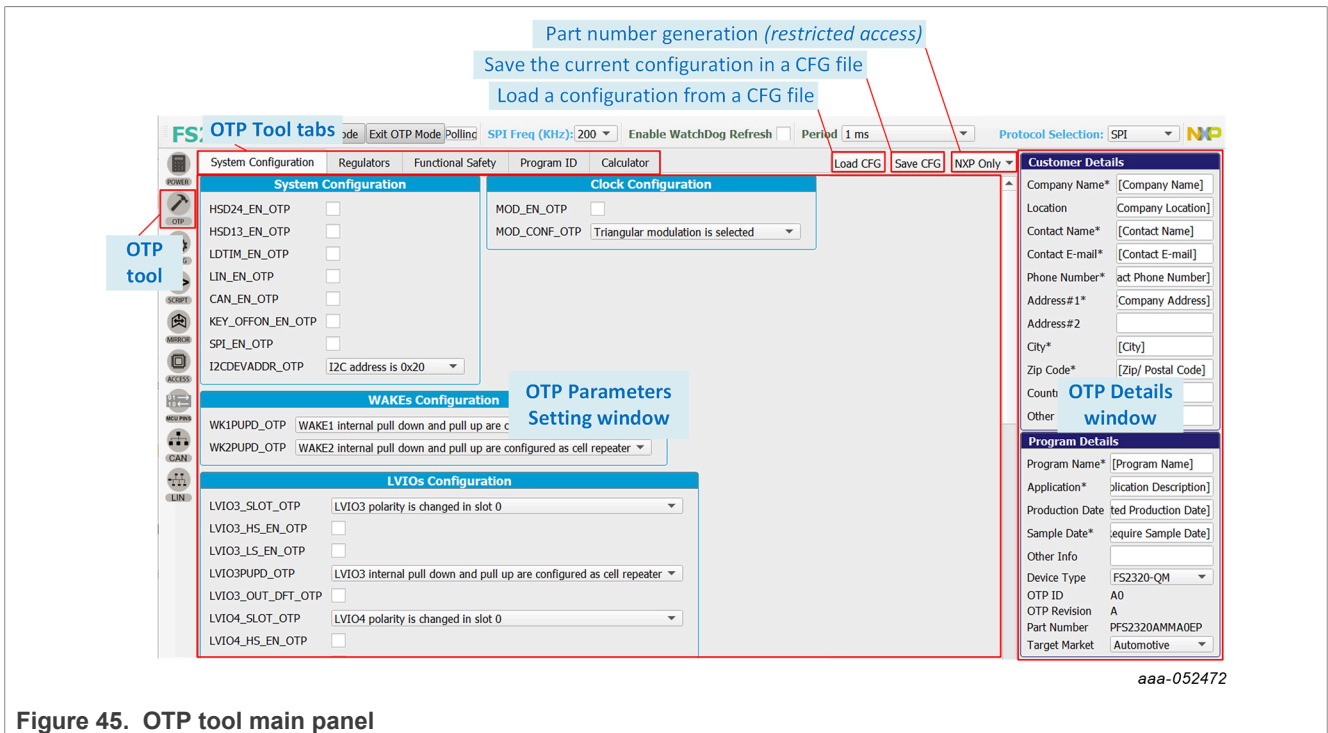 Part number generation (restricted access)
Save the current configuration in a CFG file
Load a configuration from a CFG file
OTP Tool tabs
Exit OTP Mode
SPI Freq (KHz): 200
Enable WatchDog Refresh
Period 1 ms
Protocol Selection: SPI
NXP
System Configuration
Regulators
Functional Safety
Program ID
Calculator
Load CFG
Save CFG
NXP Only
POWER
OTP
OTP
tool
SCRIPT
MIRROR
ACCESS
MCU PINS
CAN
LIN
System Configuration
HSD24_EN_OTP
HSD13_EN_OTP
LDTIM_EN_OTP
LIN_EN_OTP
CAN_EN_OTP
KEY_OFFON_EN_OTP
SPI_EN_OTP
I2CDEVADDR_OTP I2C address is 0x20
Clock Configuration
MOD_EN_OTP
MOD_CONF_OTP Triangular modulation is selected
WAKEs Configuration
WK1PUPD_OTP WAKE1 internal pull down and pull up are
WK2PUPD_OTP WAKE2 internal pull down and pull up are configured as cell repeater
OTP Parameters
Setting window
LVIOs Configuration
LVIO3_SLOT_OTP LVIO3 polarity is changed in slot 0
LVIO3_HS_EN_OTP
LVIO3_LS_EN_OTP
LVIO3PUPD_OTP LVIO3 internal pull down and pull up are configured as cell repeater
LVIO3_OUT_DFT_OTP
LVIO4_SLOT_OTP LVIO4 polarity is changed in slot 0
LVIO4_HS_EN_OTP
Customer Details
Company Name* [Company Name]
Location Company Location]
Contact Name* [Contact Name]
Contact E-mail* [Contact E-mail]
Phone Number* act Phone Number]
Address#1* Company Address]
Address#2
City* [City]
Zip Code* [Zip/ Postal Code]
Other
OTP Details
window
Program Details
Program Name* [Program Name]
Application* plication Description]
Production Date ted Production Date]
Sample Date* equire Sample Date]
Other Info
Device Type FS2320-QM
OTP ID A0
OTP Revision A
Part Number PFS2320AMMA0EP
Target Market Automotive
aaa-052472
Figure 45. OTP tool main panel